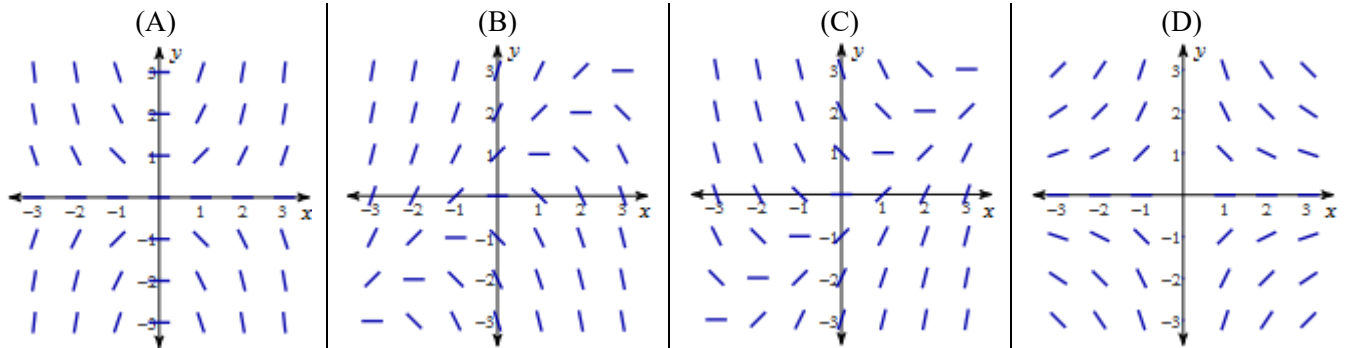 (A) (B) (C) (D)
y y y y
3 3 3 3
2 2 2 2
1 1 1 1
−3 −2 −1 1 2 3 x −3 −2 −1 1 2 3 x −3 −2 −1 1 2 3 x −3 −2 −1 1 2 3 x
−1 −1 −1 −1
−2 −2 −2 −2
−3 −3 −3 −3